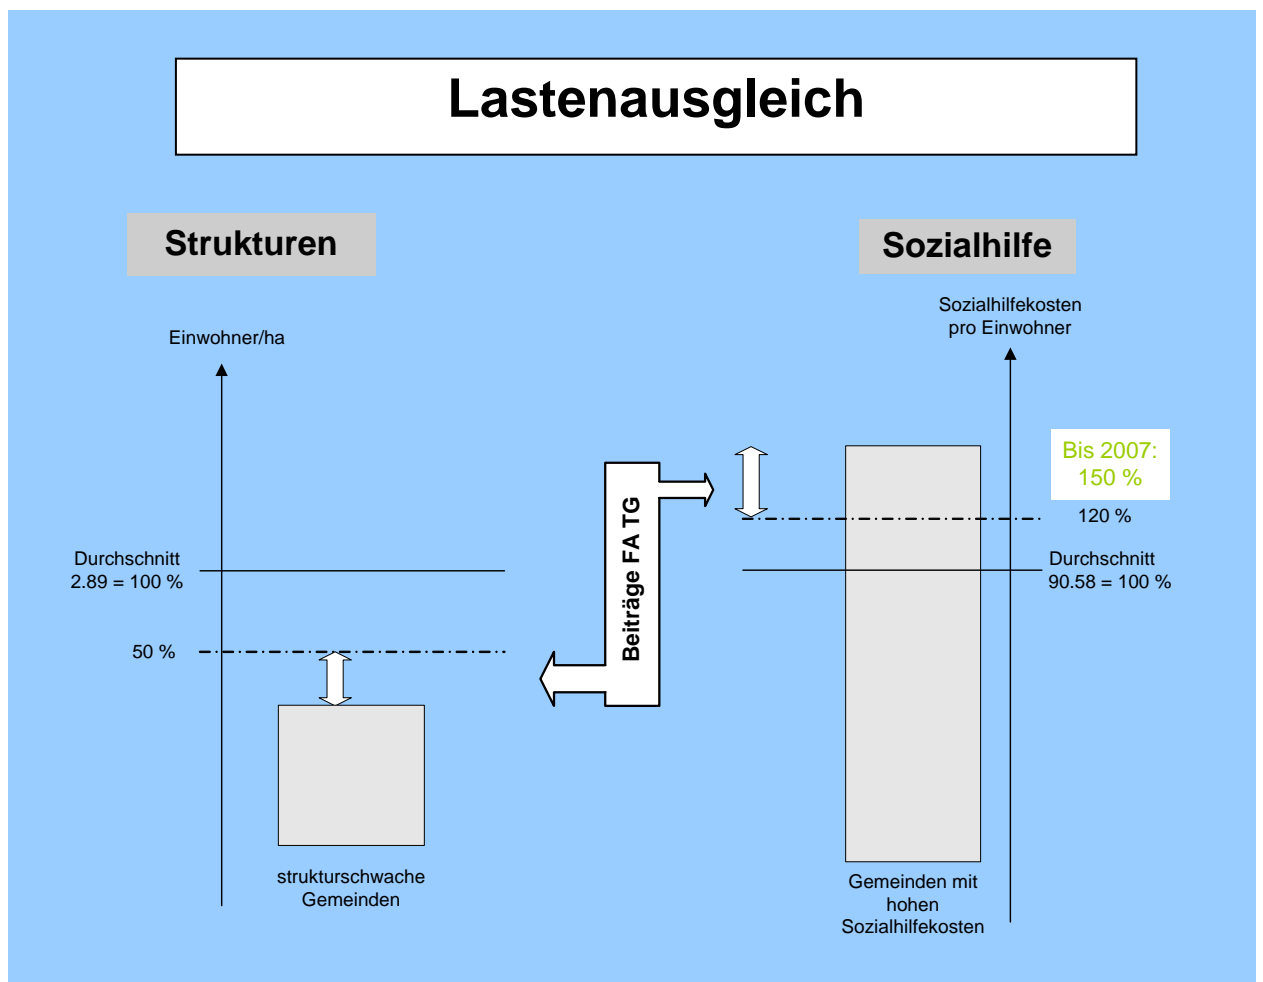 Lastenausgleich
Strukturen
Sozialhilfe
Einwohner/ha
Sozialhilfekosten
pro Einwohner
Bis 2007:
150 %
120 %
Beiträge FA TG
Durchschnitt
2.89 = 100 %
Durchschnitt
90.58 = 100 %
50 %
strukturschwache
Gemeinden
Gemeinden mit
hohen
Sozialhilfekosten